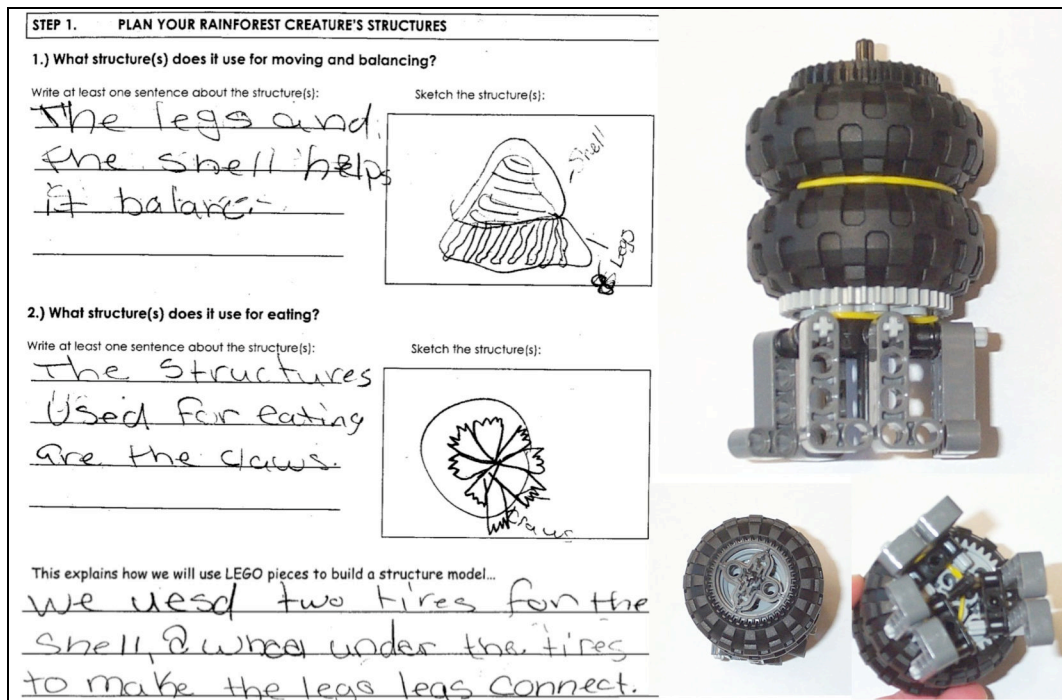 STEP 1. PLAN YOUR RAINFOREST CREATURE'S STRUCTURES
1.) What structure(s) does it use for moving and balancing?
Write at least one sentence about the structure(s):
Sketch the structure(s):
The legs and
the shell helps
it balanc
Shell
legs
2.) What structure(s) does it use for eating?
Write at least one sentence about the structure(s):
Sketch the structure(s):
The Structures
Used for eating
are the claws.
claws
This explains how we will use LEGO pieces to build a structure model...
We uesd two tires for the
Shell, a wheel under the tires
to make the legs legs connect.